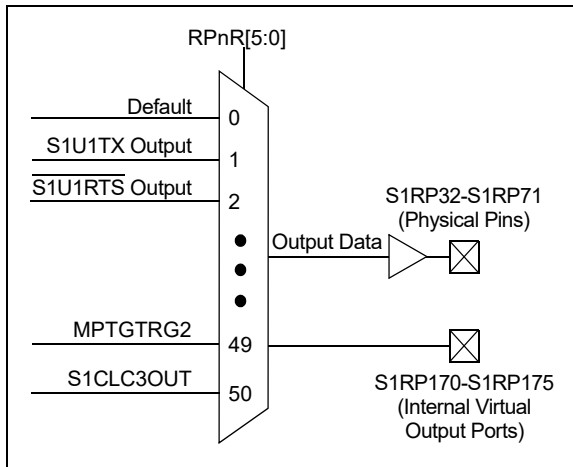 RPnR[5:0]
Default
0
S1U1TX Output
1
S1U1RTS Output
2
Output Data
S1RP32-S1RP71
(Physical Pins)
MPTGTRG2
49
S1CLC3OUT
50
S1RP170-S1RP175
(Internal Virtual
Output Ports)